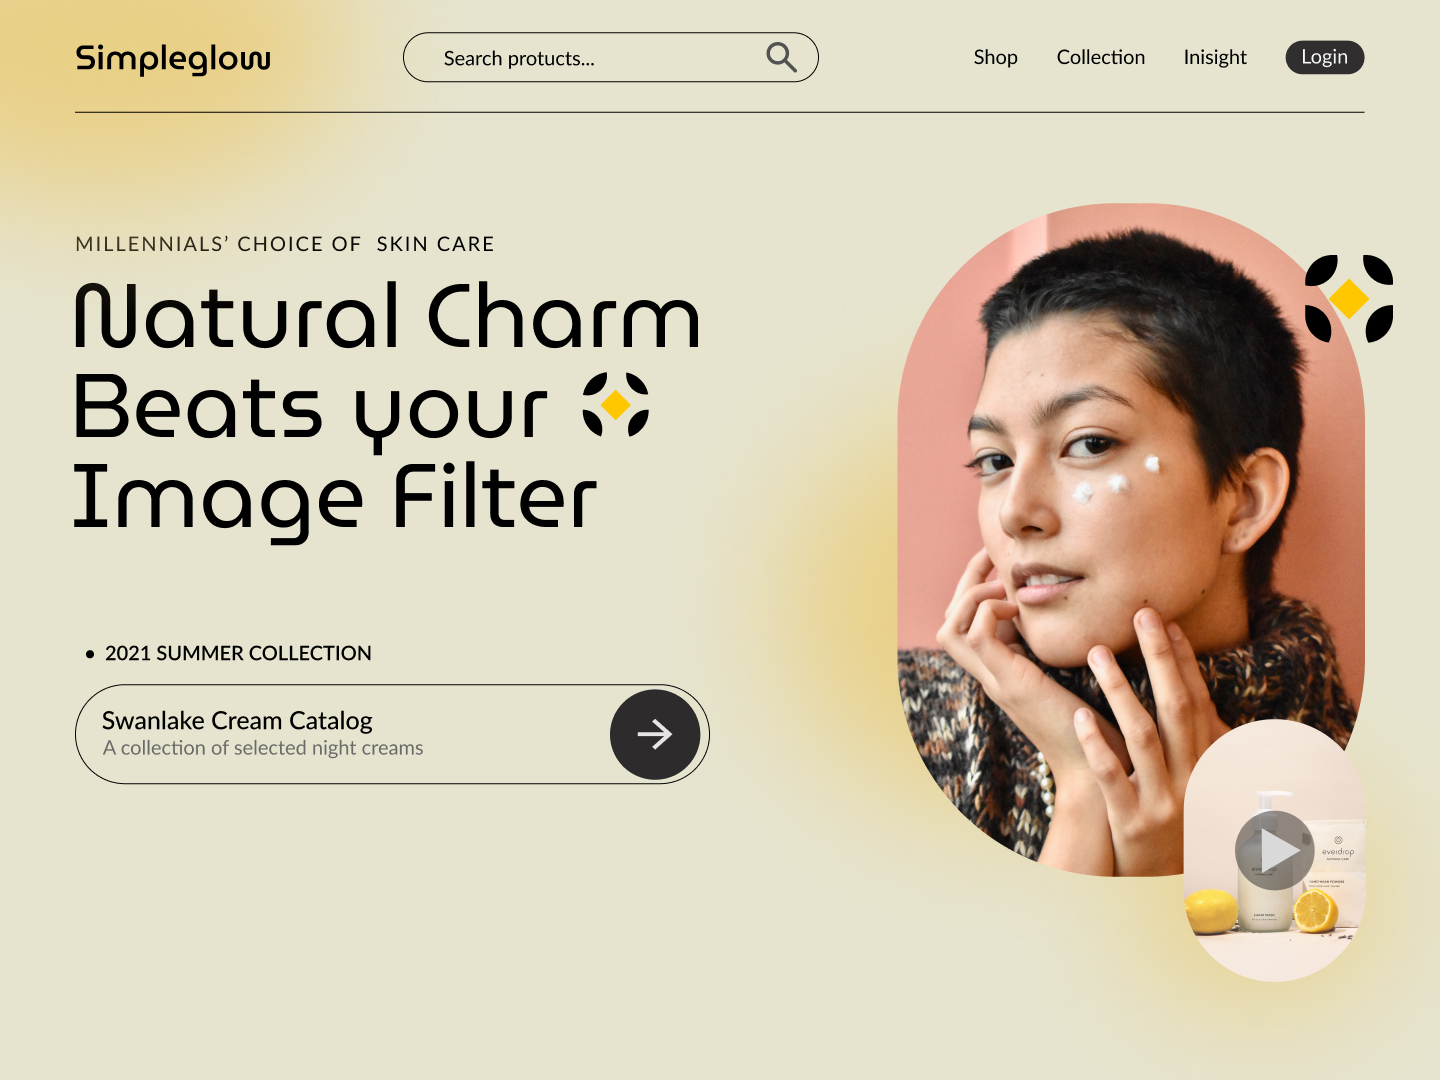 Simpleglow
Search protucts...
Shop
Collection
Inisight
Login
MILLENNIALS’ CHOICE OF SKIN CARE
Natural Charm
Beats your
Image Filter
• 2021 SUMMER COLLECTION
Swanlake Cream Catalog
A collection of selected night creams
everdrop